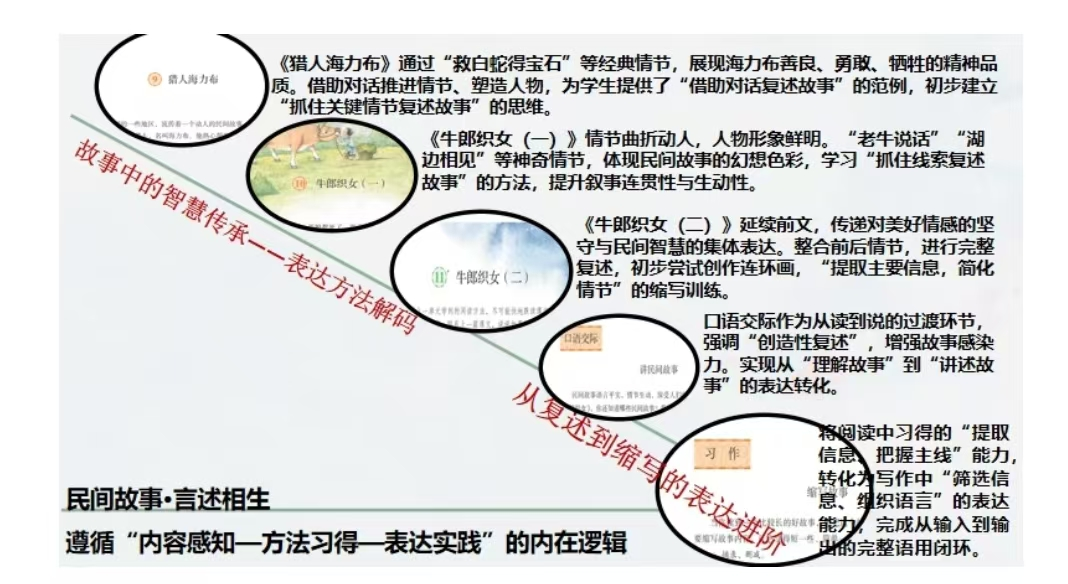 ⑨ 猎人海力布
《猎人海力布》通过“救白蛇得宝石”等经典情节，展现海力布善良、勇敢、牺牲的精神品
质。借助对话推进情节、塑造人物，为学生提供了“借助对话复述故事”的范例，初步建立
“抓住关键情节复述故事”的思维。
⑩ 牛郎织女（一）
《牛郎织女（一）》情节曲折动人，人物形象鲜明。“老牛说话”“湖
边相见”等神奇情节，体现民间故事的幻想色彩，学习“抓住线索复述
故事”的方法，提升叙事连贯性与生动性。
故事中的智慧传承——表达方法解码
⑪ 牛郎织女（二）
《牛郎织女（二）》延续前文，传递对美好情感的坚
守与民间智慧的集体表达。整合前后情节，进行完整
复述，初步尝试创作连环画，“提取主要信息，简化
情节”的缩写训练。
口语交际
讲民间故事
口语交际作为从读到说的过渡环节，
强调“创造性复述”，增强故事感染
力。实现从“理解故事”到“讲述故
事”的表达转化。
从复述到缩写的表达进阶
习 作
缩写故事
将阅读中习得的“提取
信息、把握主线”能力，
转化为写作中“筛选信
息、组织语言”的表达
能力，完成从输入到输
出的完整语用闭环。
民间故事·言述相生
遵循“内容感知—方法习得—表达实践”的内在逻辑